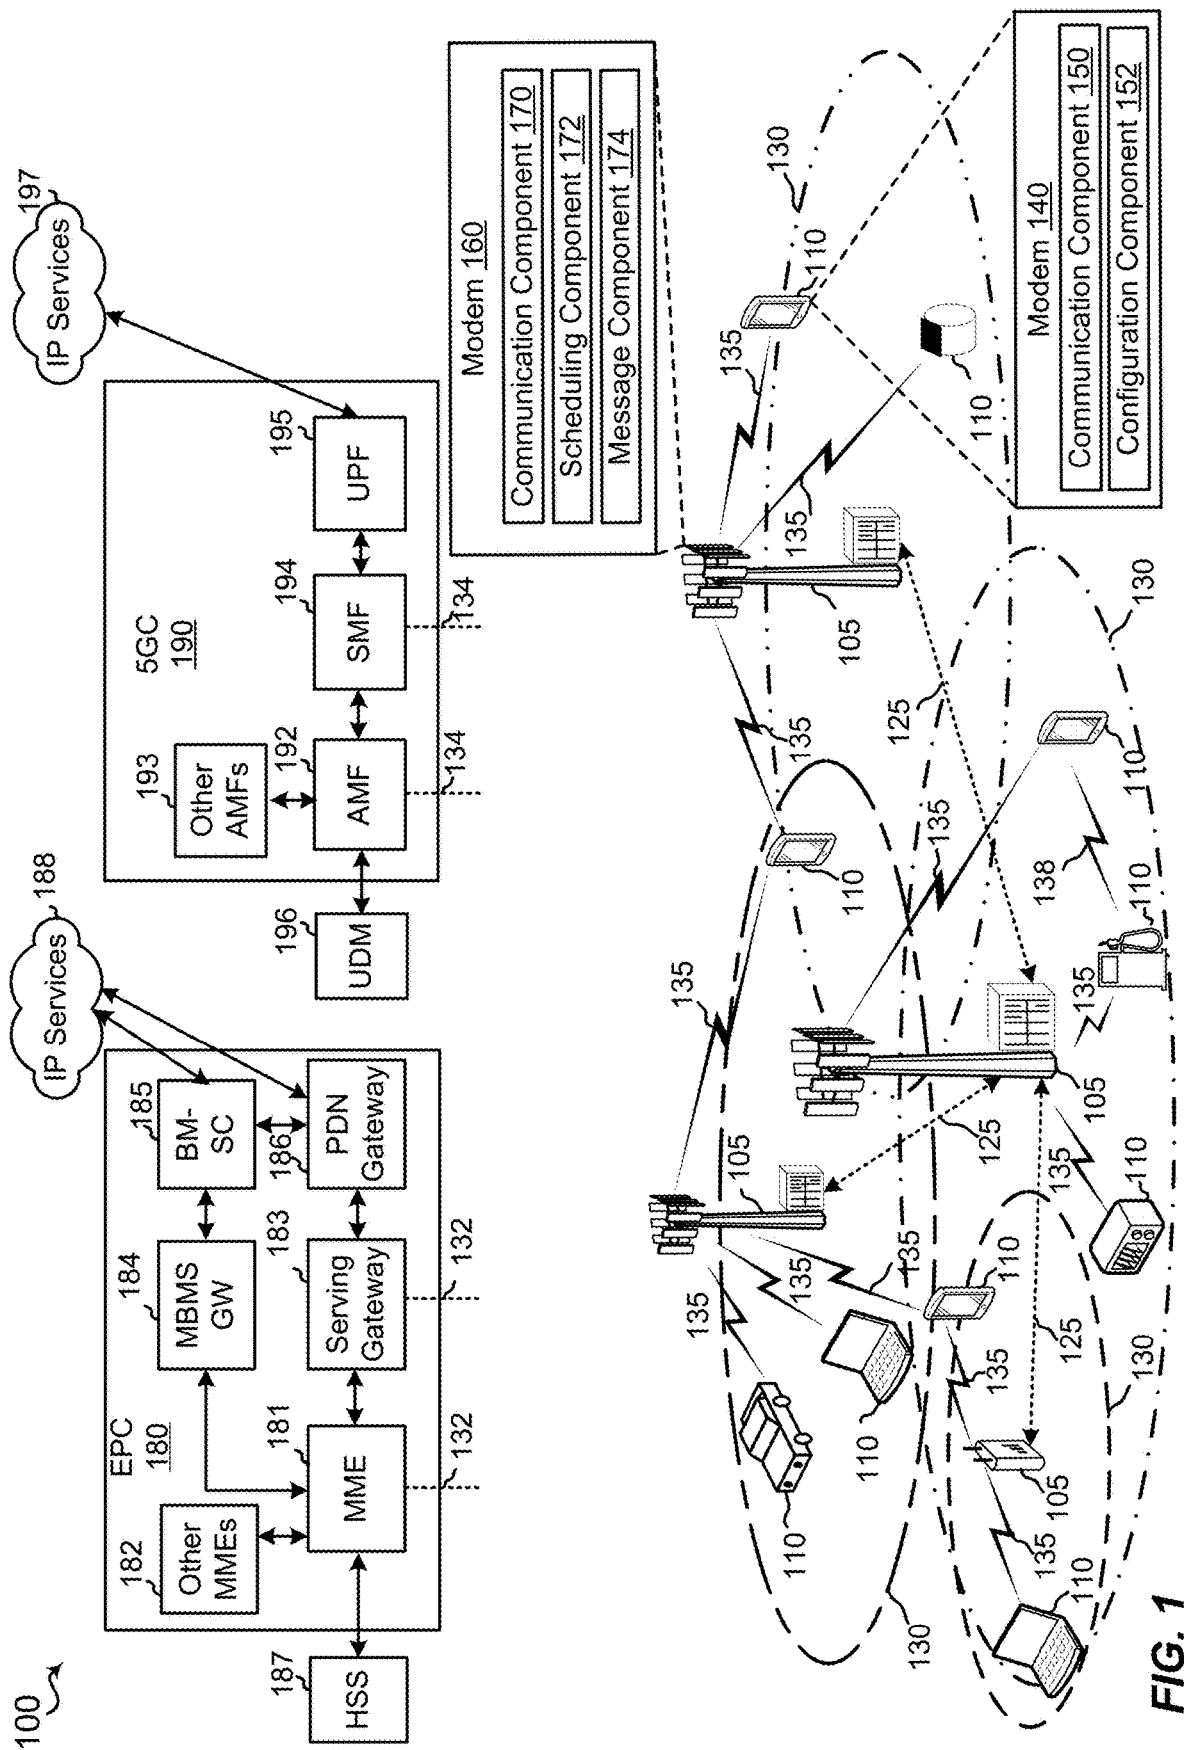 100
HSS
187
EPC
180
Other
MMEs
182
MME
181
132
MBMS
GW
184
Serving
Gateway
183
132
BM-
SC
185
PDN
Gateway
186
IP Services
188
UDM
196
5GC
190
Other
AMFs
193
AMF
192
134
SMF
194
134
UPF
195
IP Services
197
Modem 160
Communication Component 170
Scheduling Component 172
Message Component 174
130
110
135
135
110
Modem 140
Communication Component 150
Configuration Component 152
105
135
125
130
110
135
110
135
138
110
135
105
125
105
135
135
135
110
110
130
110
135
105
135
110
125
130
135
110
FIG. 1